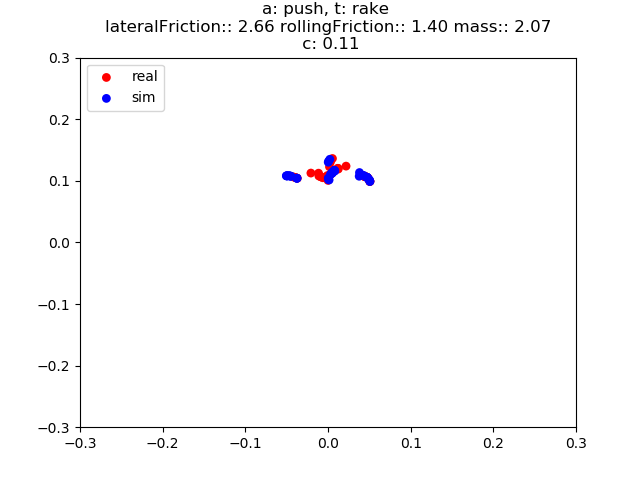 a: push, t: rake
lateralFriction:: 2.66 rollingFriction:: 1.40 mass:: 2.07
c: 0.11
real
sim
0.3
0.2
0.1
0.0
−0.1
−0.2
−0.3
−0.3 −0.2 −0.1 0.0 0.1 0.2 0.3